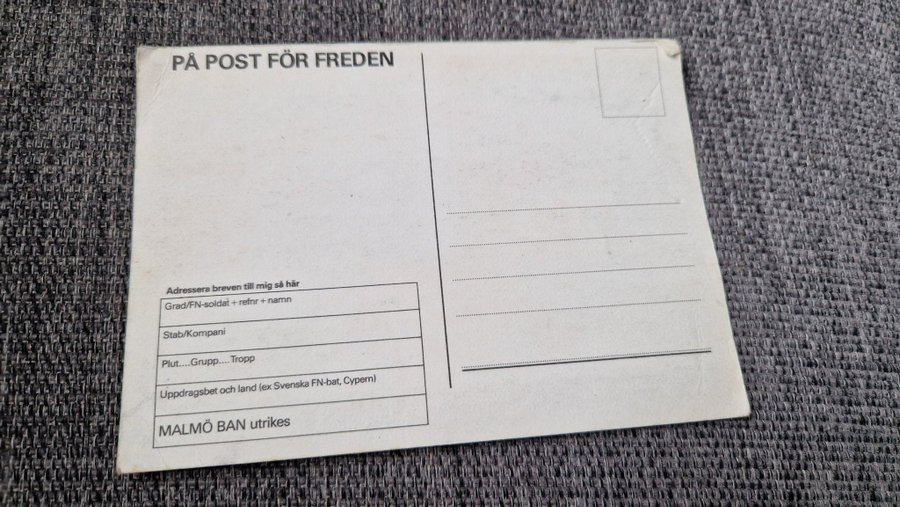 PÅ POST FÖR FREDEN
Adressera breven till mig så här
Grad/FN-soldat + refnr + namn
Stab/Kompani
Plut....Grupp....Tropp
Uppdragsbet och land (ex Svenska FN-bat, Cypern)
MALMÖ BAN utrikes